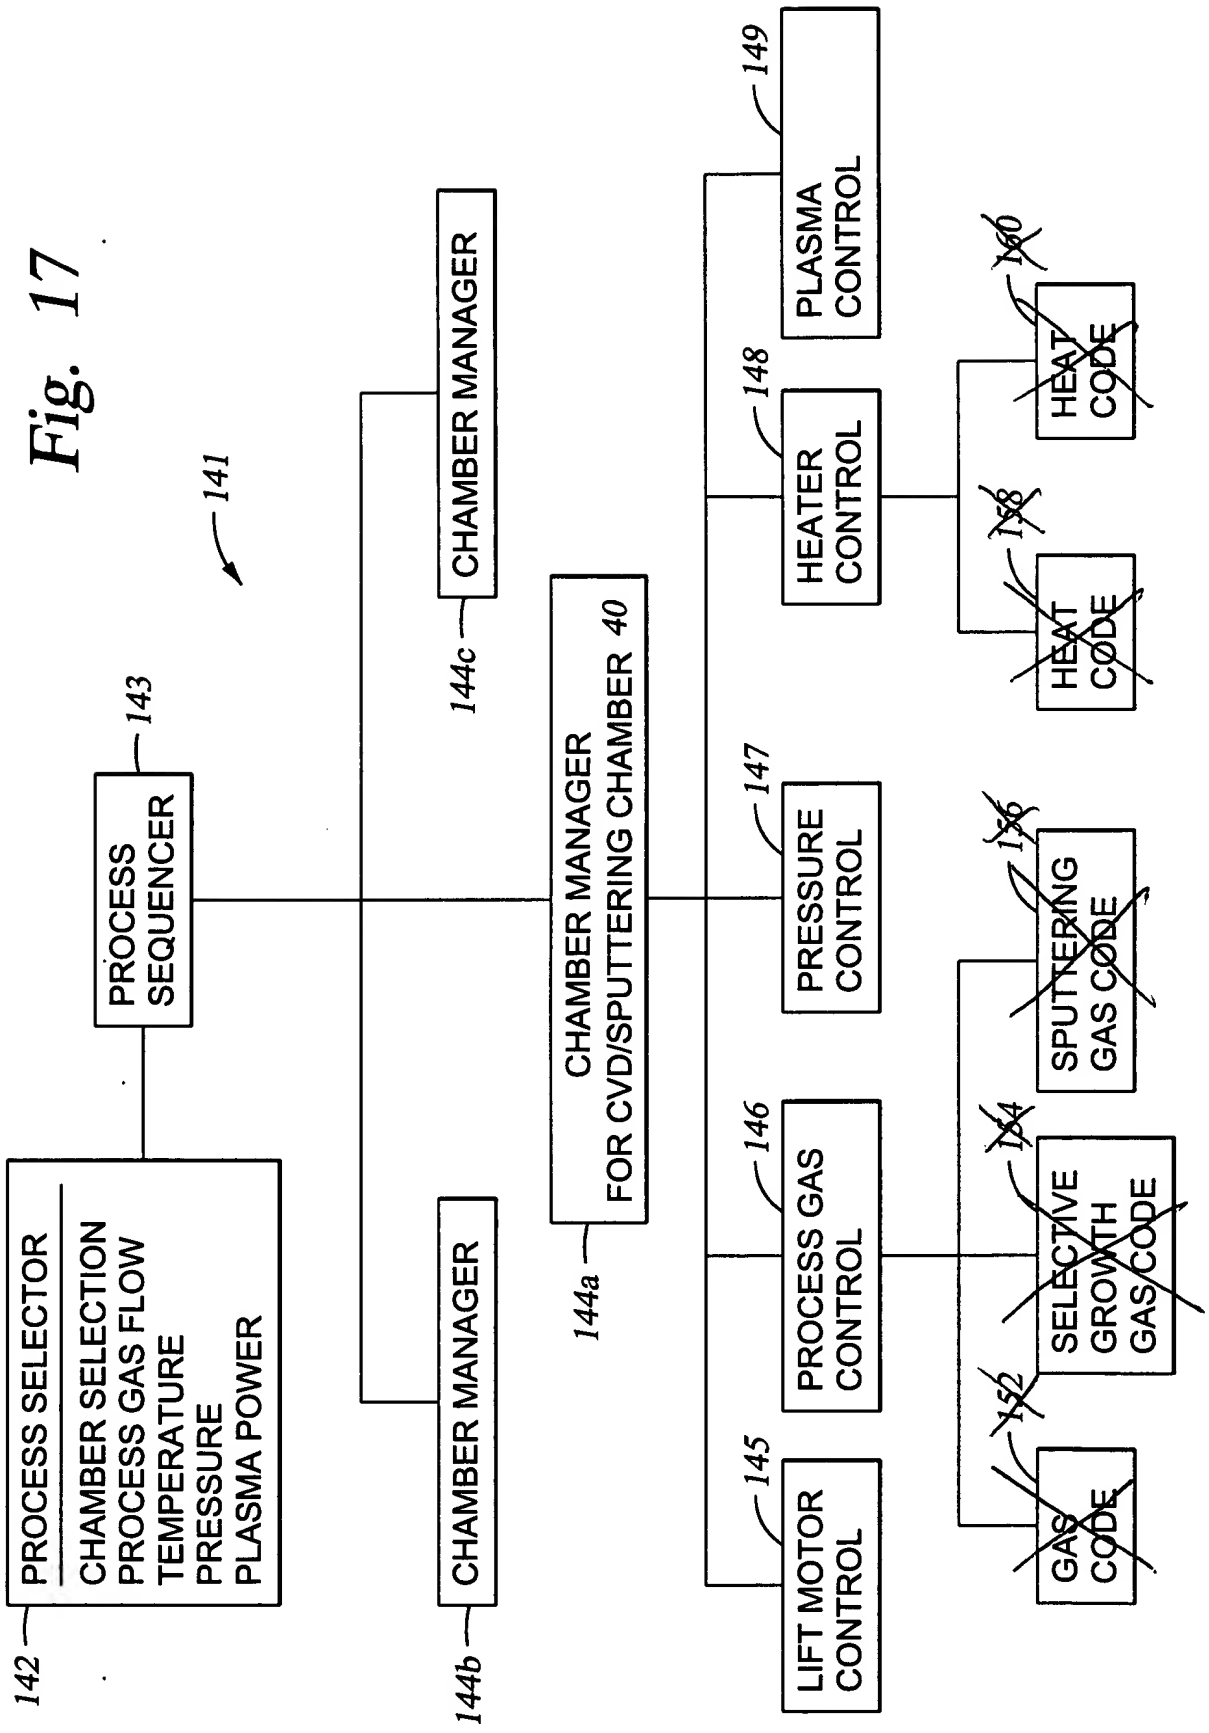 Fig. 17
141
142
PROCESS SELECTOR
CHAMBER SELECTION
PROCESS GAS FLOW
TEMPERATURE
PRESSURE
PLASMA POWER
PROCESS
SEQUENCER
143
144b
CHAMBER MANAGER
144c
CHAMBER MANAGER
144a
CHAMBER MANAGER
FOR CVD/SPUTTERING CHAMBER 40
145
LIFT MOTOR
CONTROL
146
PROCESS GAS
CONTROL
147
PRESSURE
CONTROL
148
HEATER
CONTROL
149
PLASMA
CONTROL
152
GAS
CODE
154
SELECTIVE
GROWTH
GAS CODE
156
SPUTTERING
GAS CODE
158
HEAT
CODE
160
HEAT
CODE